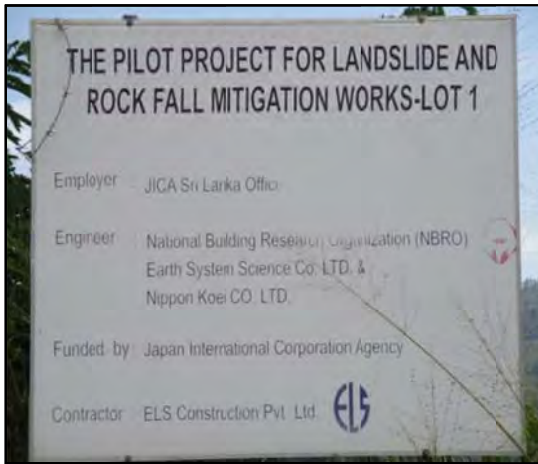 THE PILOT PROJECT FOR LANDSLIDE AND
ROCK FALL MITIGATION WORKS-LOT 1
Employer : JICA Sri Lanka Office
Engineer : National Building Research Organization (NBRO)
Earth System Science Co. LTD. &
Nippon Koei CO. LTD.
Funded by : Japan International Corporation Agency
Contractor : ELS Construction Pvt. Ltd. ELS